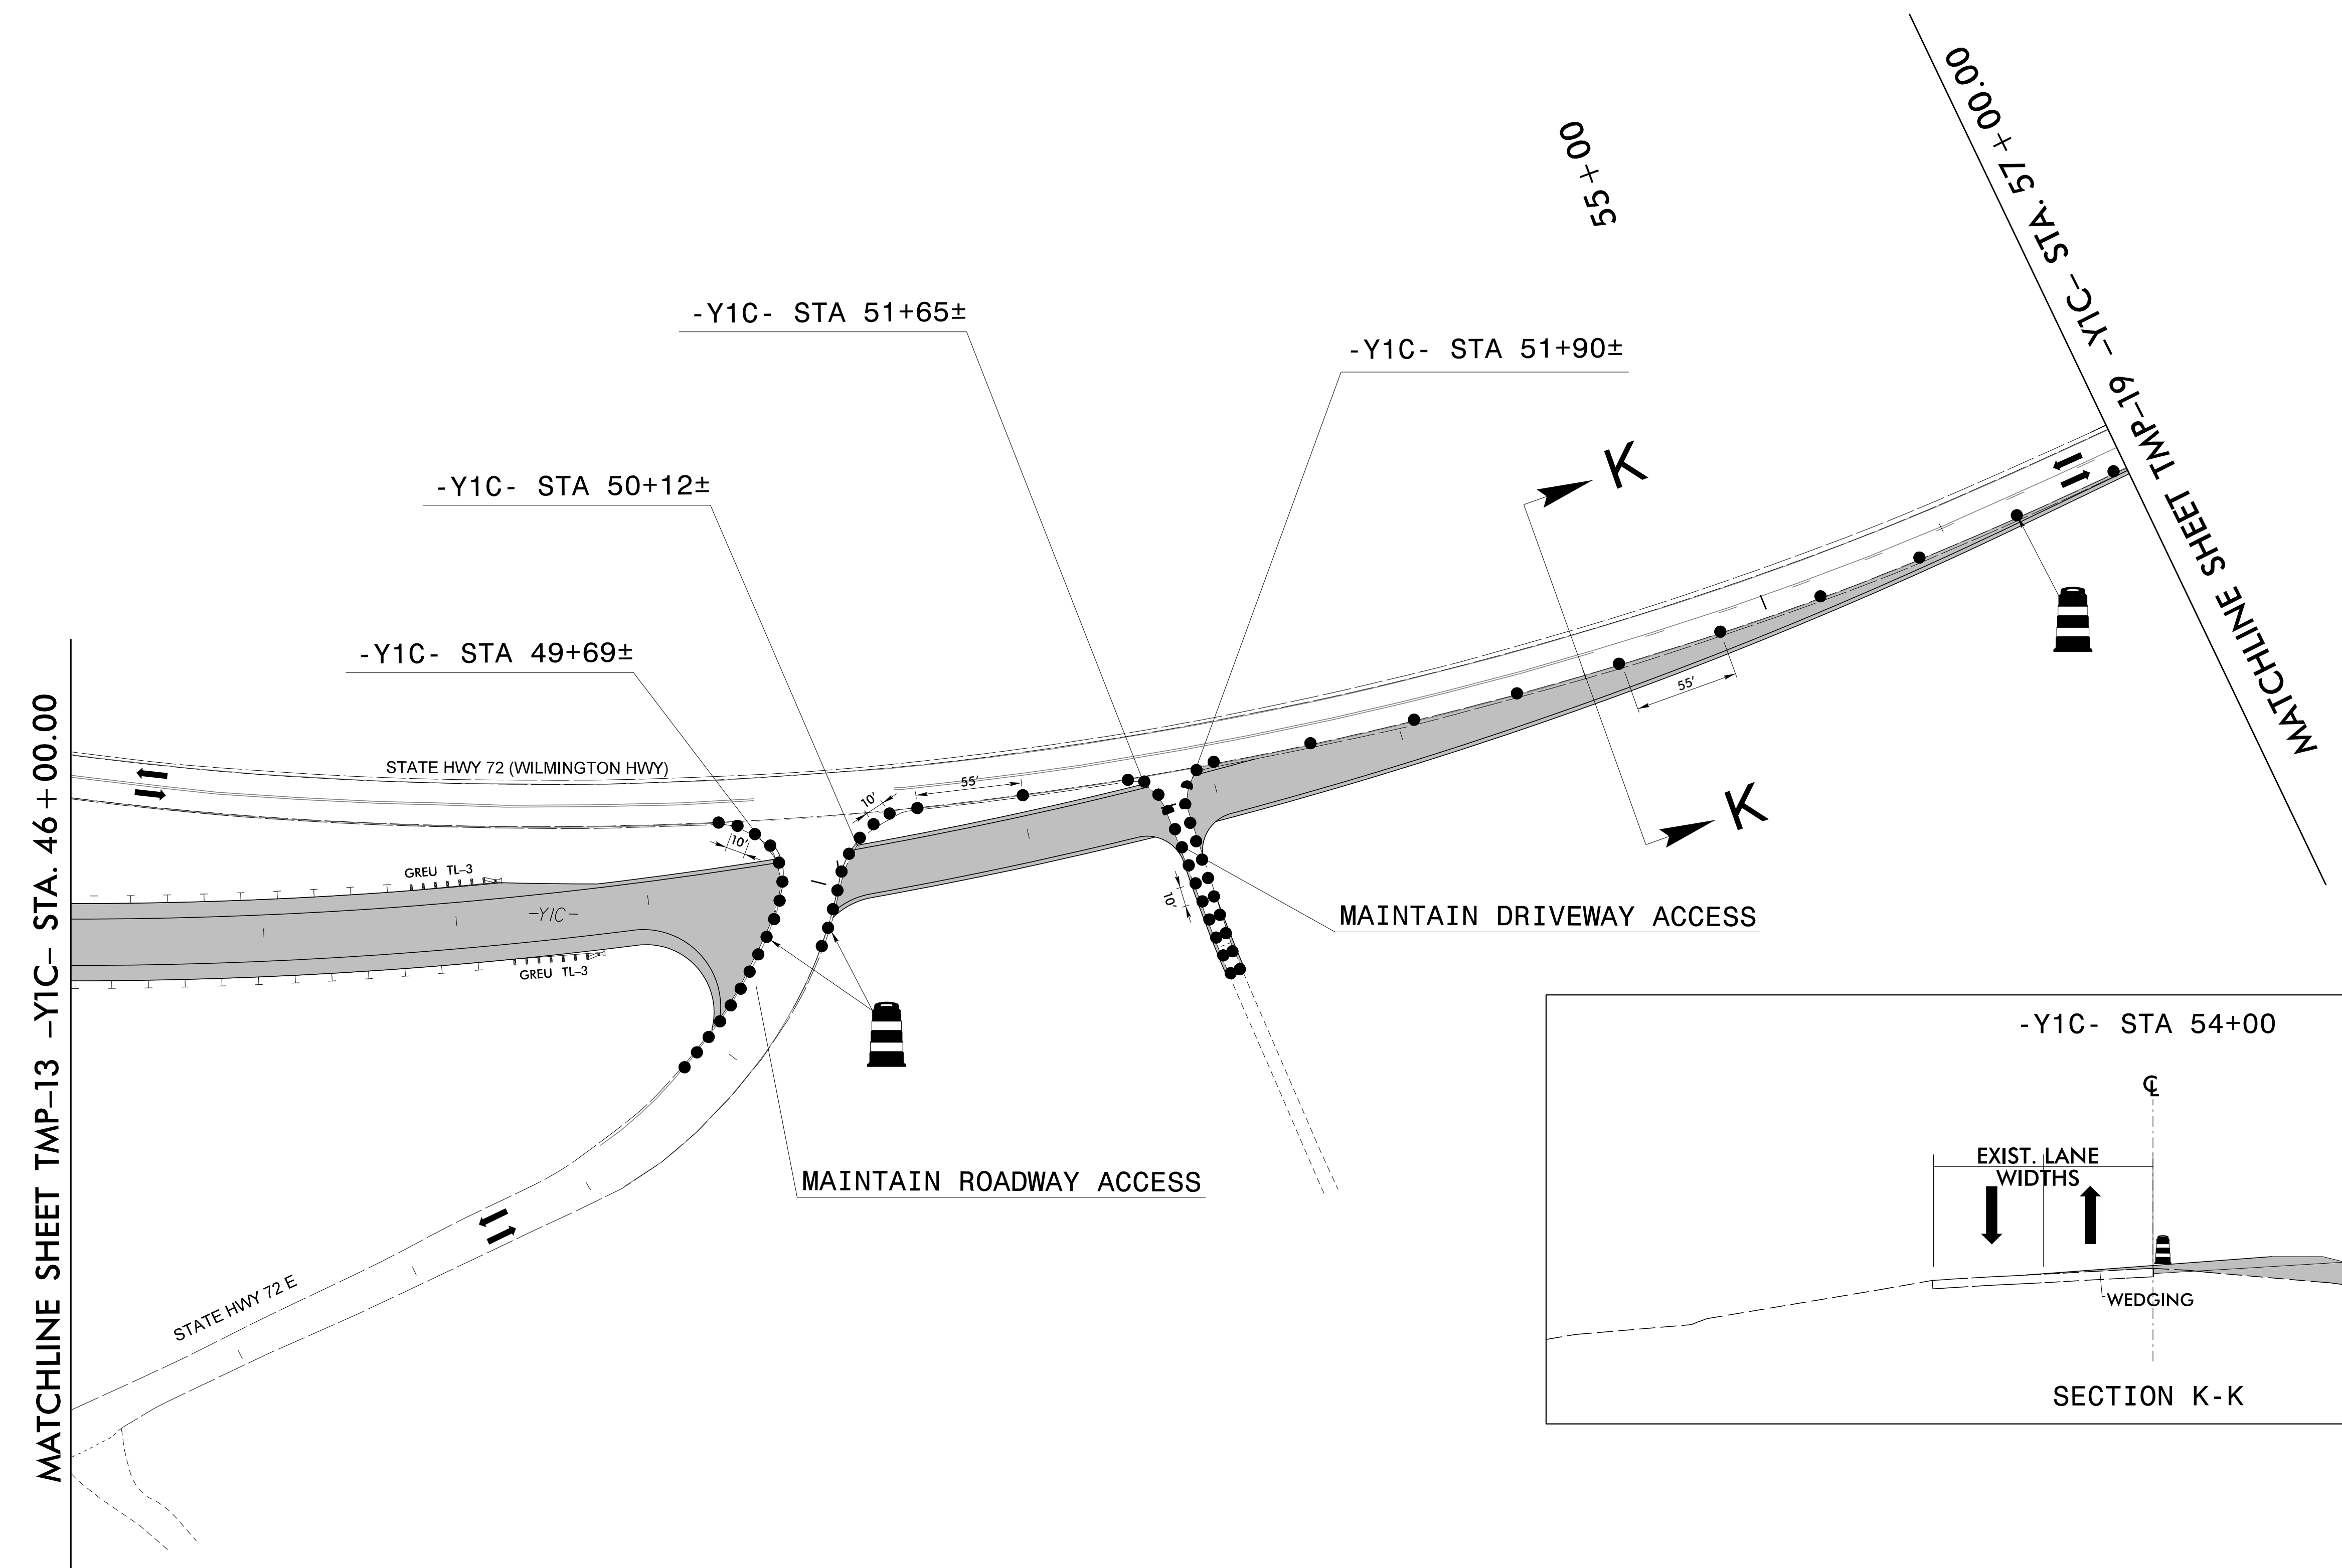 MATCHLINE SHEET TMP-19 -Y1C- STA. 57+00.00
55+00
-Y1C- STA 51+65±
-Y1C- STA 51+90±
K
-Y1C- STA 50+12±
-Y1C- STA 49+69±
55'
STATE HWY 72 (WILMINGTON HWY)
55'
10'
10'
K
GREU TL-3
-Y1C-
10'
MAINTAIN DRIVEWAY ACCESS
GREU TL-3
MATCHLINE SHEET TMP-13 -Y1C- STA. 46+00.00
MAINTAIN ROADWAY ACCESS
STATE HWY 72 E
-Y1C- STA 54+00
CL
EXIST. LANE
WIDTHS
WEDGING
SECTION K-K